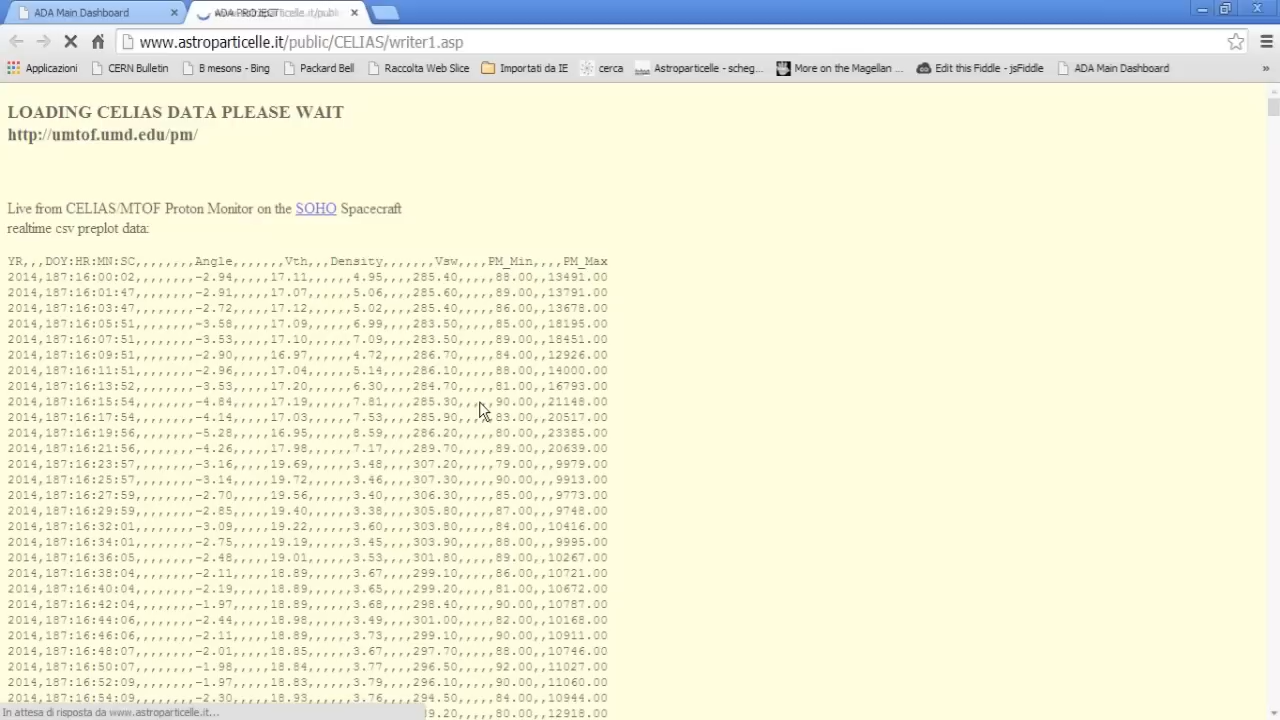 ADA Main Dashboard
ADA PROJECT
www.astroparticelle.it/public/CELIAS/writer1.asp
Applicazioni CERN Bulletin B mesons - Bing Packard Bell Raccolta Web Slice Importati da IE cerca Astroparticelle - scheg... More on the Magellan ... Edit this Fiddle - jsFiddle ADA Main Dashboard »
LOADING CELIAS DATA PLEASE WAIT
http://umtof.umd.edu/pm/
Live from CELIAS/MTOF Proton Monitor on the SOHO Spacecraft
realtime csv preplot data:
YR,,,DOY:HR:MN:SC,,,,,,,,Angle,,,,,,,Vth,,,Density,,,,,,,Vsw,,,,PM_Min,,,,PM_Max
2014,187:16:00:02,,,,,,,,-2.94,,,,,17.11,,,,,,4.95,,,,285.40,,,,,88.00,,13491.00
2014,187:16:01:47,,,,,,,,-2.91,,,,,17.07,,,,,,5.06,,,,285.60,,,,,89.00,,13791.00
2014,187:16:03:47,,,,,,,,-2.72,,,,,17.12,,,,,,5.02,,,,285.40,,,,,86.00,,13678.00
2014,187:16:05:51,,,,,,,,-3.58,,,,,17.09,,,,,,6.99,,,,283.50,,,,,85.00,,18195.00
2014,187:16:07:51,,,,,,,,-3.53,,,,,17.10,,,,,,7.09,,,,283.50,,,,,89.00,,18451.00
2014,187:16:09:51,,,,,,,,-2.90,,,,,16.97,,,,,,4.72,,,,286.70,,,,,84.00,,12926.00
2014,187:16:11:51,,,,,,,,-2.96,,,,,17.04,,,,,,5.14,,,,286.10,,,,,88.00,,14000.00
2014,187:16:13:52,,,,,,,,-3.53,,,,,17.20,,,,,,6.30,,,,284.70,,,,,81.00,,16793.00
2014,187:16:15:54,,,,,,,,-4.84,,,,,17.19,,,,,,7.81,,,,285.30,,,,,90.00,,21148.00
2014,187:16:17:54,,,,,,,,-4.14,,,,,17.03,,,,,,7.53,,,,285.90,,,,,83.00,,20517.00
2014,187:16:19:56,,,,,,,,-5.28,,,,,16.95,,,,,,8.59,,,,286.20,,,,,80.00,,23385.00
2014,187:16:21:56,,,,,,,,-4.26,,,,,17.98,,,,,,7.17,,,,289.70,,,,,89.00,,20639.00
2014,187:16:23:57,,,,,,,,-3.16,,,,,19.69,,,,,,3.48,,,,307.20,,,,,79.00,,,9979.00
2014,187:16:25:57,,,,,,,,-3.14,,,,,19.72,,,,,,3.46,,,,307.30,,,,,90.00,,,9913.00
2014,187:16:27:59,,,,,,,,-2.70,,,,,19.56,,,,,,3.40,,,,306.30,,,,,85.00,,,9773.00
2014,187:16:29:59,,,,,,,,-2.85,,,,,19.40,,,,,,3.38,,,,305.80,,,,,87.00,,,9748.00
2014,187:16:32:01,,,,,,,,-3.09,,,,,19.22,,,,,,3.60,,,,303.80,,,,,84.00,,10416.00
2014,187:16:34:01,,,,,,,,-2.75,,,,,19.19,,,,,,3.45,,,,303.90,,,,,88.00,,,9995.00
2014,187:16:36:05,,,,,,,,-2.48,,,,,19.01,,,,,,3.53,,,,301.80,,,,,89.00,,10267.00
2014,187:16:38:04,,,,,,,,-2.11,,,,,18.89,,,,,,3.67,,,,299.10,,,,,86.00,,10721.00
2014,187:16:40:04,,,,,,,,-2.19,,,,,18.89,,,,,,3.65,,,,299.20,,,,,81.00,,10672.00
2014,187:16:42:04,,,,,,,,-1.97,,,,,18.89,,,,,,3.68,,,,298.40,,,,,90.00,,10787.00
2014,187:16:44:06,,,,,,,,-2.44,,,,,18.98,,,,,,3.49,,,,301.00,,,,,82.00,,10168.00
2014,187:16:46:06,,,,,,,,-2.11,,,,,18.89,,,,,,3.73,,,,299.10,,,,,90.00,,10911.00
2014,187:16:48:07,,,,,,,,-2.01,,,,,18.85,,,,,,3.67,,,,297.70,,,,,88.00,,10746.00
2014,187:16:50:07,,,,,,,,-1.98,,,,,18.84,,,,,,3.77,,,,296.50,,,,,92.00,,11027.00
2014,187:16:52:09,,,,,,,,-1.97,,,,,18.83,,,,,,3.79,,,,296.10,,,,,90.00,,11060.00
2014,187:16:54:09,,,,,,,,-2.30,,,,,18.93,,,,,,3.76,,,,294.50,,,,,84.00,,10944.00
In attesa di risposta da www.astroparticelle.it... 9.20,,,,,80.00,,12918.00